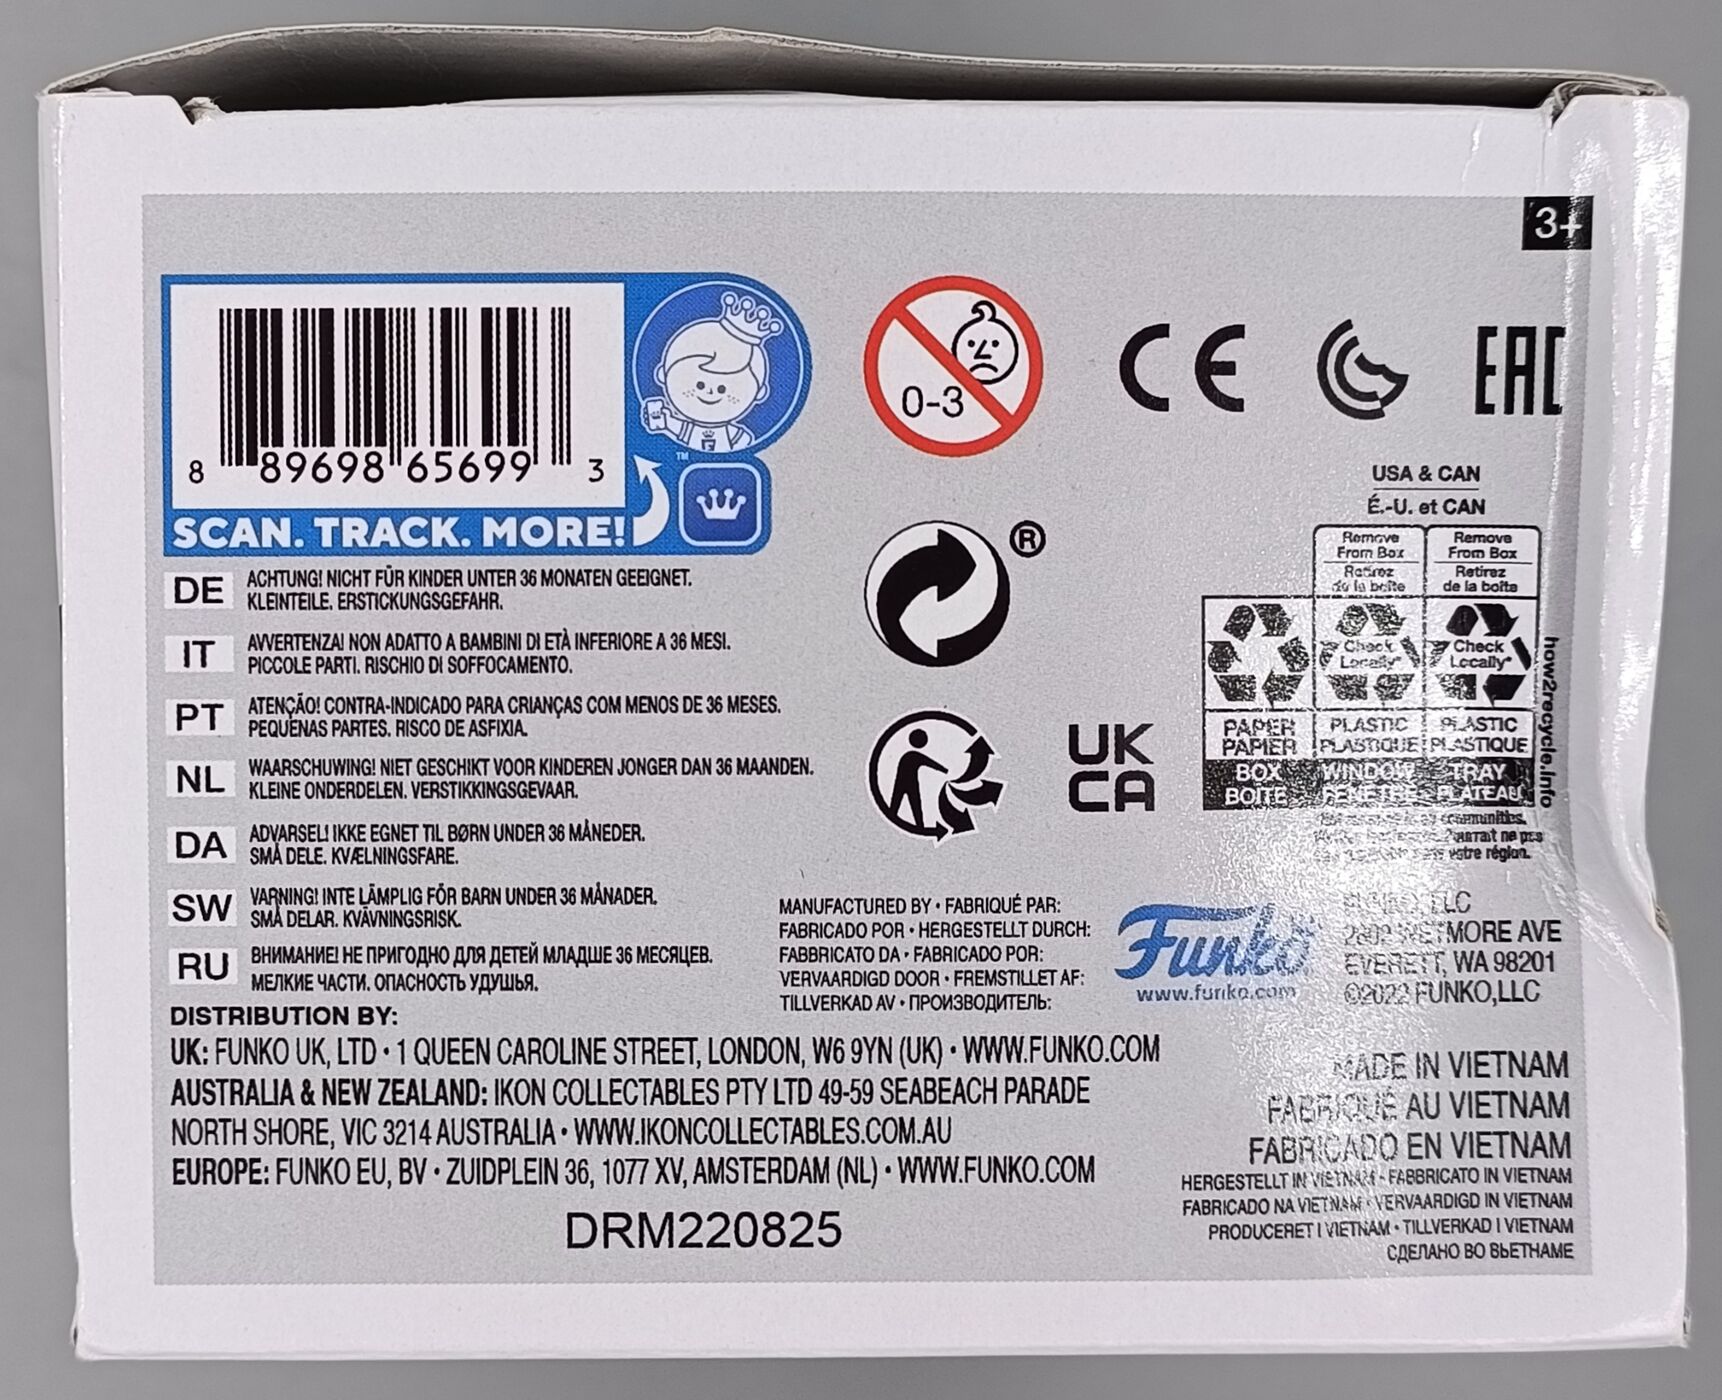 3+
8 89698 65699 3
SCAN. TRACK. MORE!
TM
0-3
CE
EAC
USA & CAN
É.-U. et CAN
Remove From Box
Retirez de la boîte
Remove From Box
Retirez de la boîte
Check Locally*
Check Locally*
PAPER PAPIER
PLASTIC PLASTIQUE
PLASTIC PLASTIQUE
BOX BOITE
WINDOW FENETRE
TRAY PLATEAU
how2recycle.info
communities.
Pourrait ne pas
votre région.
®
UK
CA
DE ACHTUNG! NICHT FÜR KINDER UNTER 36 MONATEN GEEIGNET.
KLEINTEILE. ERSTICKUNGSGEFAHR.
IT AVVERTENZA! NON ADATTO A BAMBINI DI ETÀ INFERIORE A 36 MESI.
PICCOLE PARTI. RISCHIO DI SOFFOCAMENTO.
PT ATENÇÃO! CONTRA-INDICADO PARA CRIANÇAS COM MENOS DE 36 MESES.
PEQUENAS PARTES. RISCO DE ASFIXIA.
NL WAARSCHUWING! NIET GESCHIKT VOOR KINDEREN JONGER DAN 36 MAANDEN.
KLEINE ONDERDELEN. VERSTIKKINGSGEVAAR.
DA ADVARSEL! IKKE EGNET TIL BØRN UNDER 36 MÅNEDER.
SMÅ DELE. KVÆLNINGSFARE.
SW VARNING! INTE LÄMPLIG FÖR BARN UNDER 36 MÅNADER.
SMÅ DELAR. KVÄVNINGSRISK.
RU ВНИМАНИЕ! НЕ ПРИГОДНО ДЛЯ ДЕТЕЙ МЛАДШЕ 36 МЕСЯЦЕВ.
МЕЛКИЕ ЧАСТИ. ОПАСНОСТЬ УДУШЬЯ.
MANUFACTURED BY • FABRIQUÉ PAR:
FABRICADO POR • HERGESTELLT DURCH:
FABBRICATO DA • FABRICADO POR:
VERVAARDIGD DOOR • FREMSTILLET AF:
TILLVERKAD AV • ПРОИЗВОДИТЕЛЬ:
Funko
www.funko.com
FUNKO, LLC
2802 WETMORE AVE
EVERETT, WA 98201
©2022 FUNKO,LLC
DISTRIBUTION BY:
UK: FUNKO UK, LTD • 1 QUEEN CAROLINE STREET, LONDON, W6 9YN (UK) • WWW.FUNKO.COM
AUSTRALIA & NEW ZEALAND: IKON COLLECTABLES PTY LTD 49-59 SEABEACH PARADE
NORTH SHORE, VIC 3214 AUSTRALIA • WWW.IKONCOLLECTABLES.COM.AU
EUROPE: FUNKO EU, BV • ZUIDPLEIN 36, 1077 XV, AMSTERDAM (NL) • WWW.FUNKO.COM
DRM220825
MADE IN VIETNAM
FABRIQUÉ AU VIETNAM
FABRICADO EN VIETNAM
HERGESTELLT IN VIETNAM • FABBRICATO IN VIETNAM
FABRICADO NA VIETNAM • VERVAARDIGD IN VIETNAM
PRODUCERET I VIETNAM • TILLVERKAD I VIETNAM
СДЕЛАНО ВО ВЬЕТНАМЕ